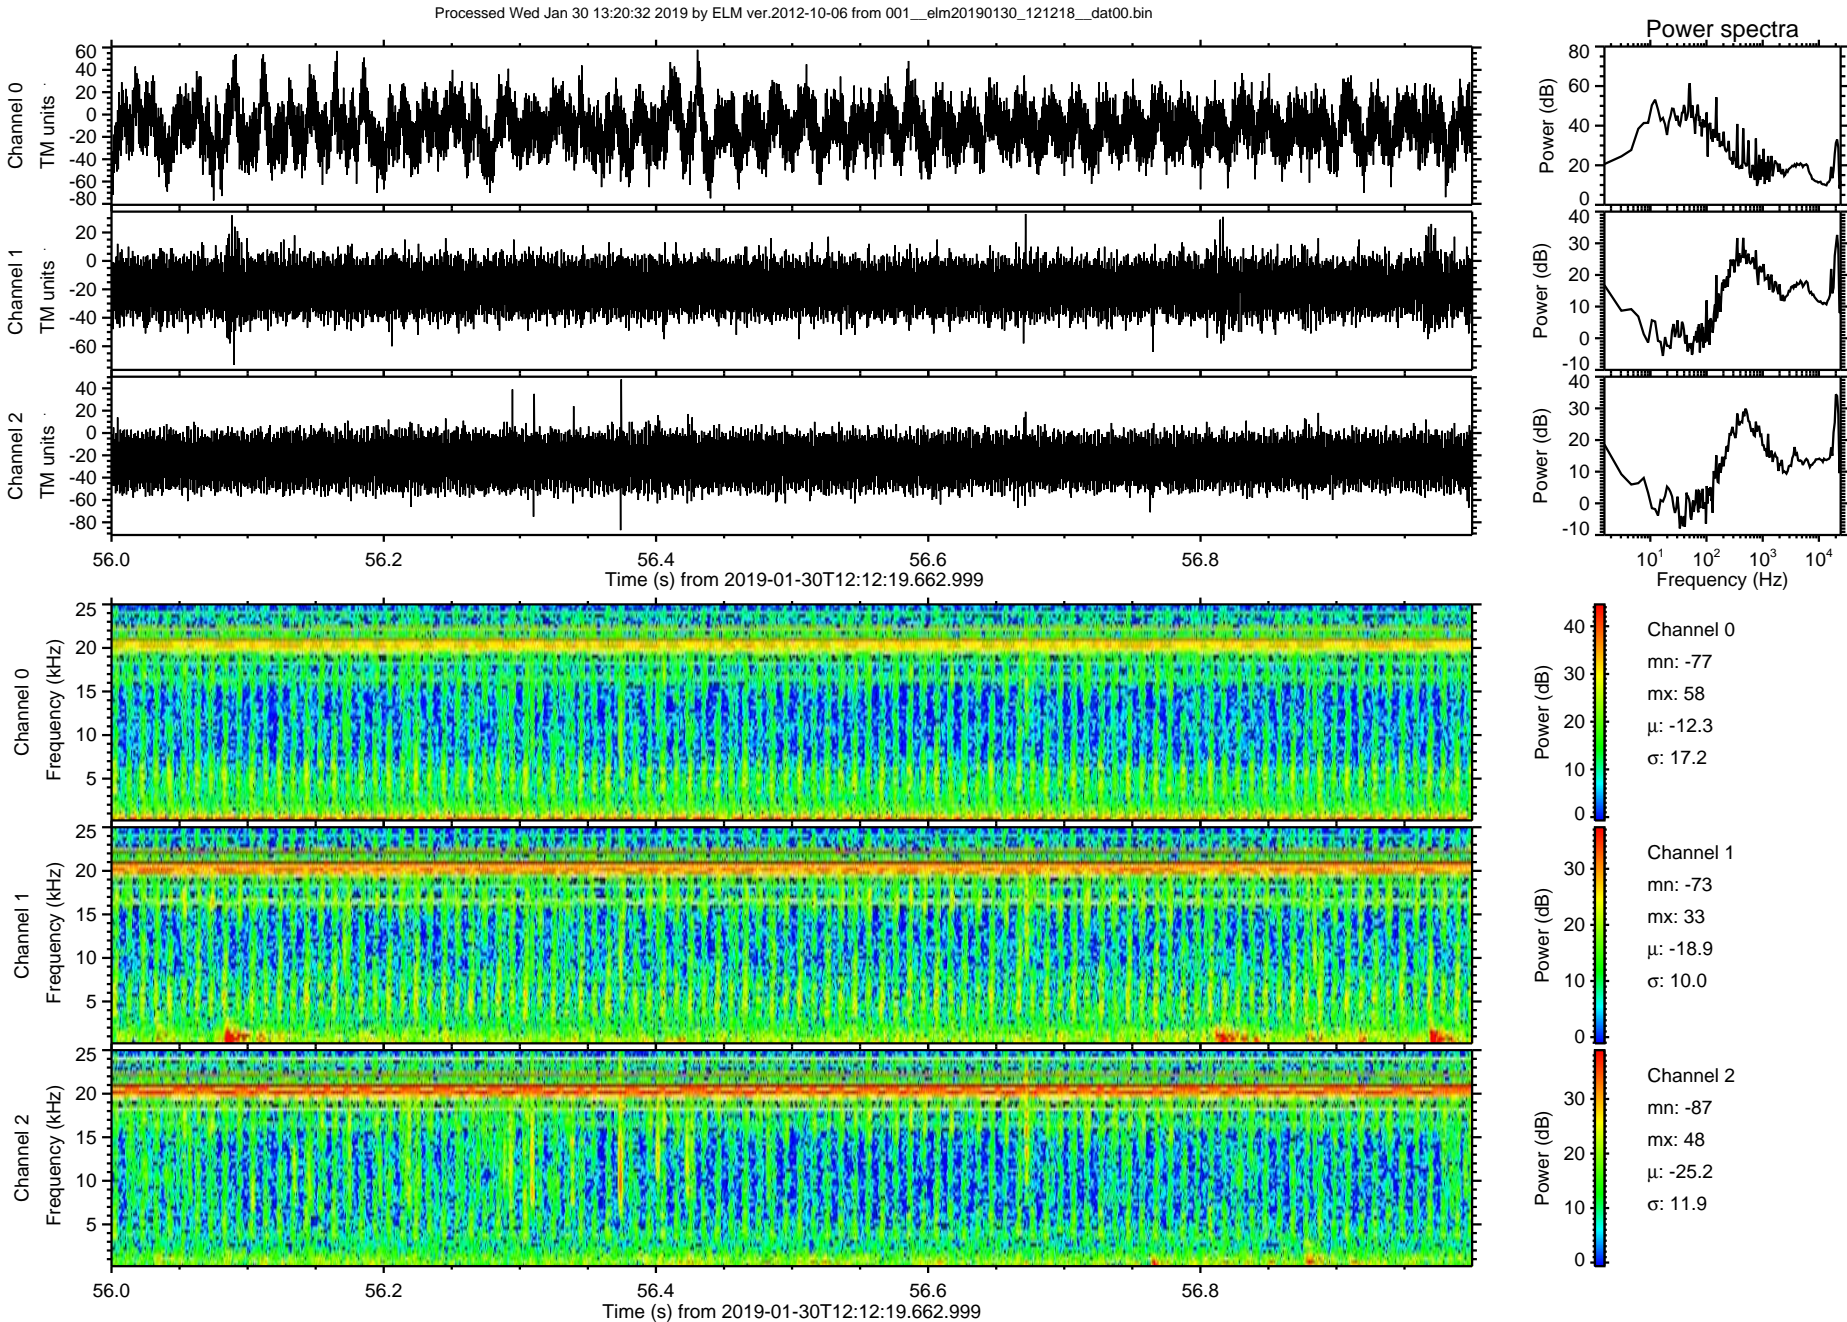 Processed Wed Jan 30 13:20:32 2019 by ELM ver.2012-10-06 from 001__elm20190130_121218__dat00.bin
Power spectra
Channel 0
TM units
60
40
20
0
-20
-40
-60
-80
Power (dB)
80
60
40
20
0
Channel 1
TM units
20
0
-20
-40
-60
Power (dB)
40
30
20
10
0
-10
Channel 2
TM units
40
20
0
-20
-40
-60
-80
Power (dB)
40
30
20
10
0
-10
56.0 56.2 56.4 56.6 56.8
Time (s) from 2019-01-30T12:12:19.662.999
10^1 10^2 10^3 10^4
Frequency (Hz)
Channel 0
Frequency (kHz)
25
20
15
10
5
Power (dB)
40
30
20
10
0
Channel 0
mn: -77
mx: 58
μ: -12.3
σ: 17.2
Channel 1
Frequency (kHz)
25
20
15
10
5
Power (dB)
30
20
10
0
Channel 1
mn: -73
mx: 33
μ: -18.9
σ: 10.0
Channel 2
Frequency (kHz)
25
20
15
10
5
Power (dB)
30
20
10
0
Channel 2
mn: -87
mx: 48
μ: -25.2
σ: 11.9
56.0 56.2 56.4 56.6 56.8
Time (s) from 2019-01-30T12:12:19.662.999